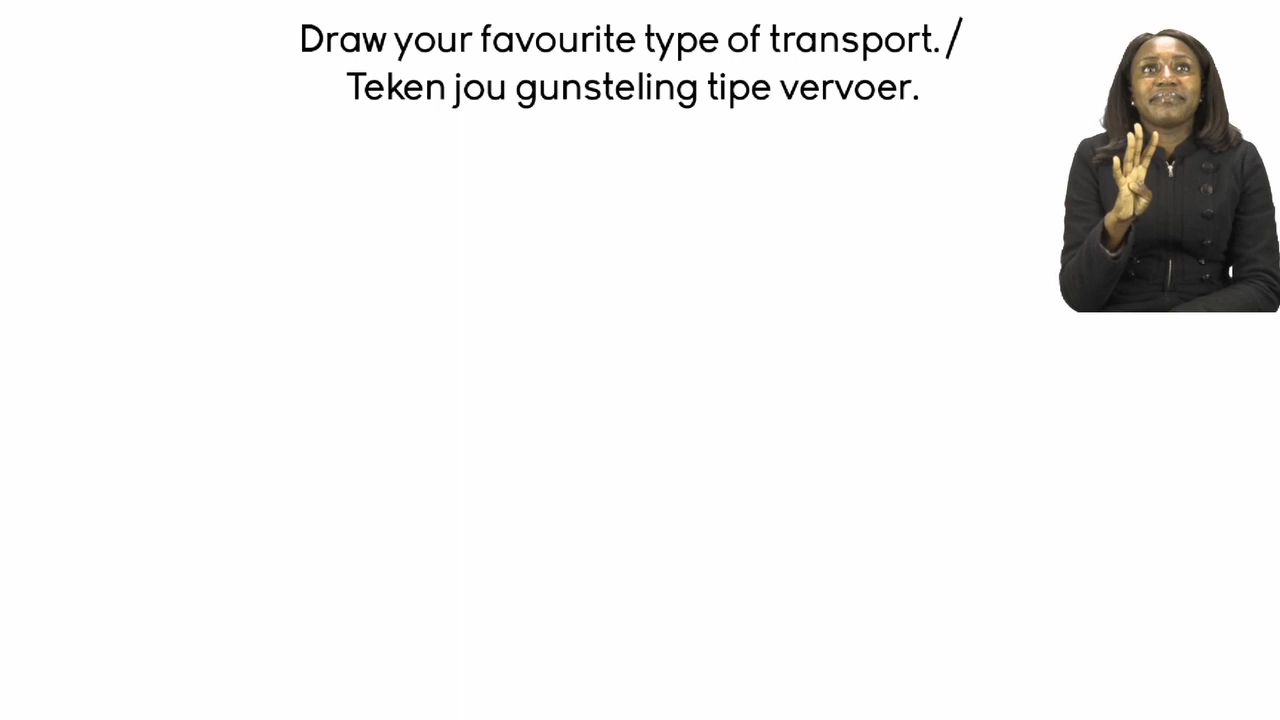 Draw your favourite type of transport. /
Teken jou gunsteling tipe vervoer.